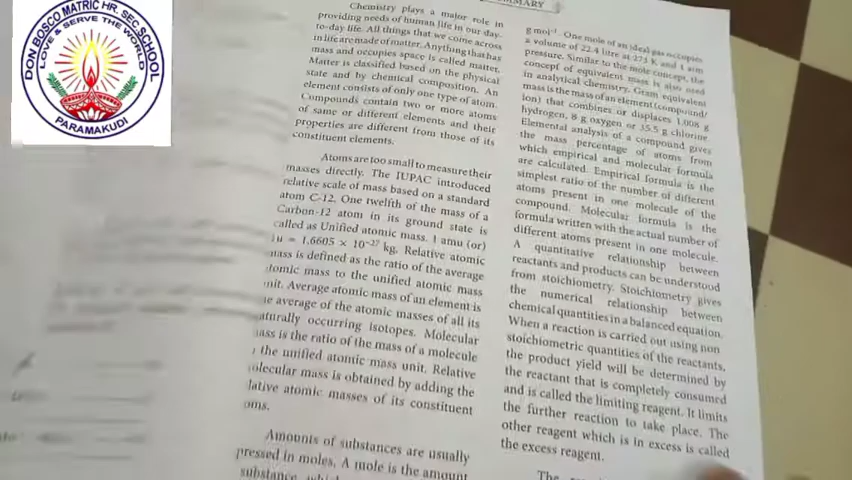 DON BOSCO MATRIC HR. SEC. SCHOOL
LOVE & SERVE THE WORLD
PARAMAKUDI
MMARY
Chemistry plays a major role in
providing needs of human life in our day-
to-day life. All things that we come across
in life are made of matter. Anything that has
mass and occupies space is called matter.
Matter is classified based on the physical
state and by chemical composition. An
element consists of only one type of atom.
Compounds contain two or more atoms
of same or different elements and their
properties are different from those of its
constituent elements.
Atoms are too small to measure their
masses directly. The IUPAC introduced
relative scale of mass based on a standard
atom C-12. One twelfth of the mass of a
Carbon-12 atom in its ground state is
called as Unified atomic mass. 1 amu (or)
1u = 1.6605 × 10⁻²⁷ kg. Relative atomic
mass is defined as the ratio of the average
atomic mass to the unified atomic mass
unit. Average atomic mass of an element is
e average of the atomic masses of all its
aturally occurring isotopes. Molecular
ass is the ratio of the mass of a molecule
the unified atomic mass unit. Relative
olecular mass is obtained by adding the
lative atomic masses of its constituent
oms.
Amounts of substances are usually
pressed in moles. A mole is the amount
substance
g mol⁻¹. One mole of an ideal gas occupies
a volume of 22.4 litre at 273 K and 1 atm
pressure. Similar to the mole concept, the
concept of equivalent mass is also used
in analytical chemistry. Gram equivalent
mass is the mass of an element (compound/
ion) that combines or displaces 1.008 g
hydrogen, 8 g oxygen or 35.5 g chlorine.
Elemental analysis of a compound gives
the mass percentage of atoms from
which empirical and molecular formula
are calculated. Empirical formula is the
simplest ratio of the number of different
atoms present in one molecule of the
compound. Molecular formula is the
formula written with the actual number of
different atoms present in one molecule.
A quantitative relationship between
reactants and products can be understood
from stoichiometry. Stoichiometry gives
the numerical relationship between
chemical quantities in a balanced equation.
When a reaction is carried out using non
stoichiometric quantities of the reactants,
the product yield will be determined by
the reactant that is completely consumed
and is called the limiting reagent. It limits
the further reaction to take place. The
other reagent which is in excess is called
the excess reagent.
The